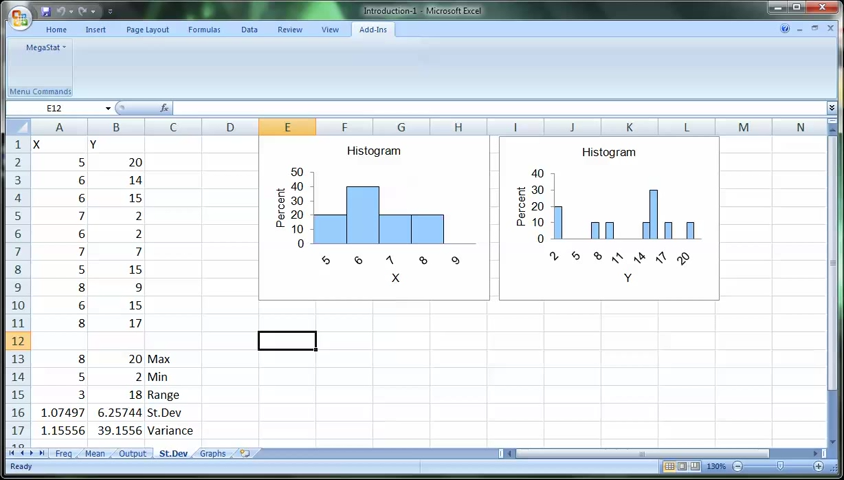 Introduction-1 - Microsoft Excel
Home Insert Page Layout Formulas Data Review View Add-Ins
MegaStat
Menu Commands
E12 fx
A B C D E F G H I J K L M N
1 X Y
2 5 20
3 6 14
4 6 15
5 7 2
6 6 2
7 7 7
8 5 15
9 8 9
10 6 15
11 8 17
12
13 8 20 Max
14 5 2 Min
15 3 18 Range
16 1.07497 6.25744 St.Dev
17 1.15556 39.1556 Variance
18
Histogram
50
40
30
20
10
0
Percent
5 6 7 8 9
X
Histogram
40
30
20
10
0
Percent
2 5 8 11 14 17 20
Y
Freq Mean Output St.Dev Graphs
Ready 130%